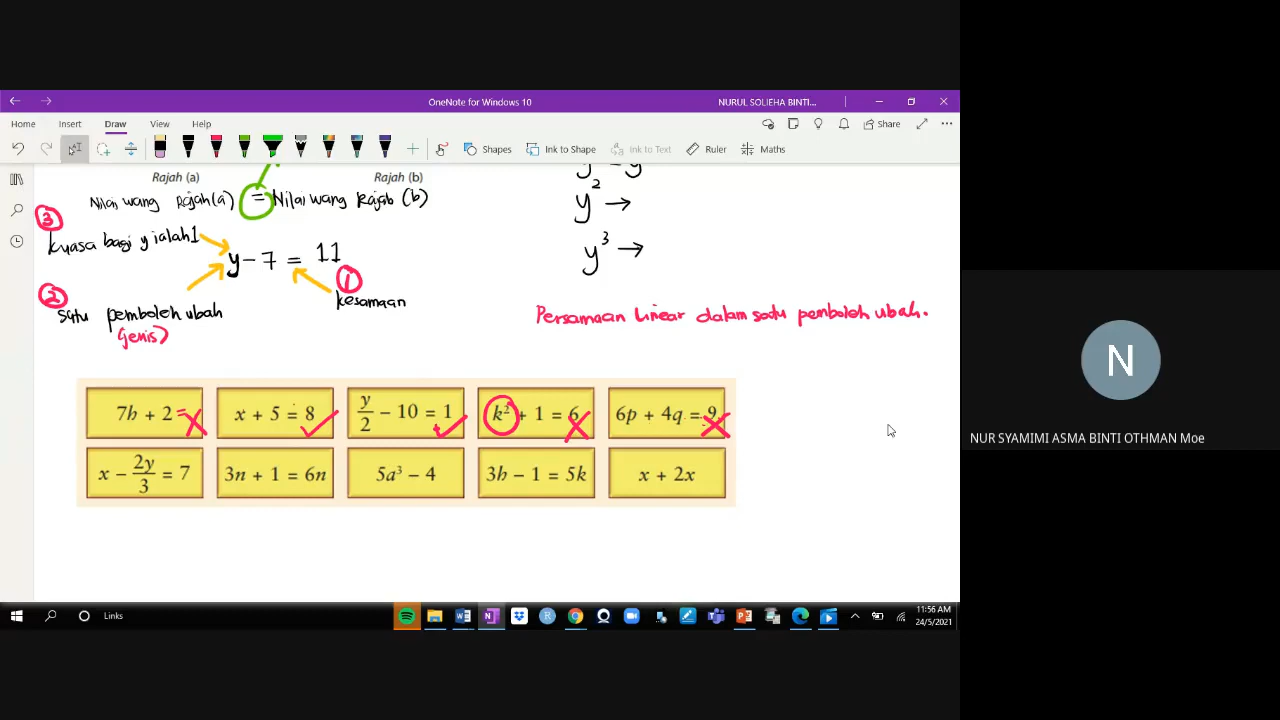 OneNote for Windows 10
NURUL SOLIEHA BINTI...
Home Insert Draw View Help
Share
Shapes Ink to Shape Ink to Text Ruler Maths
Rajah (a) Rajah (b)
Nilai wang Rajah(a) = Nilai wang Rajah (b)
y² →
③
kuasa bagi y ialah 1
y³ →
y - 7 = 11
①
kesamaan
②
satu pemboleh ubah
(jenis)
Persamaan linear dalam satu pemboleh ubah.
7h + 2 = ✗
x + 5 = 8 ✓
y/2 − 10 = 1 ✓
k² + 1 = 6 ✗
6p + 4q = 9 ✗
x − 2y/3 = 7
3n + 1 = 6n
5a³ − 4
3h − 1 = 5k
x + 2x
N
NUR SYAMIMI ASMA BINTI OTHMAN Moe
Links
11:56 AM
24/5/2021